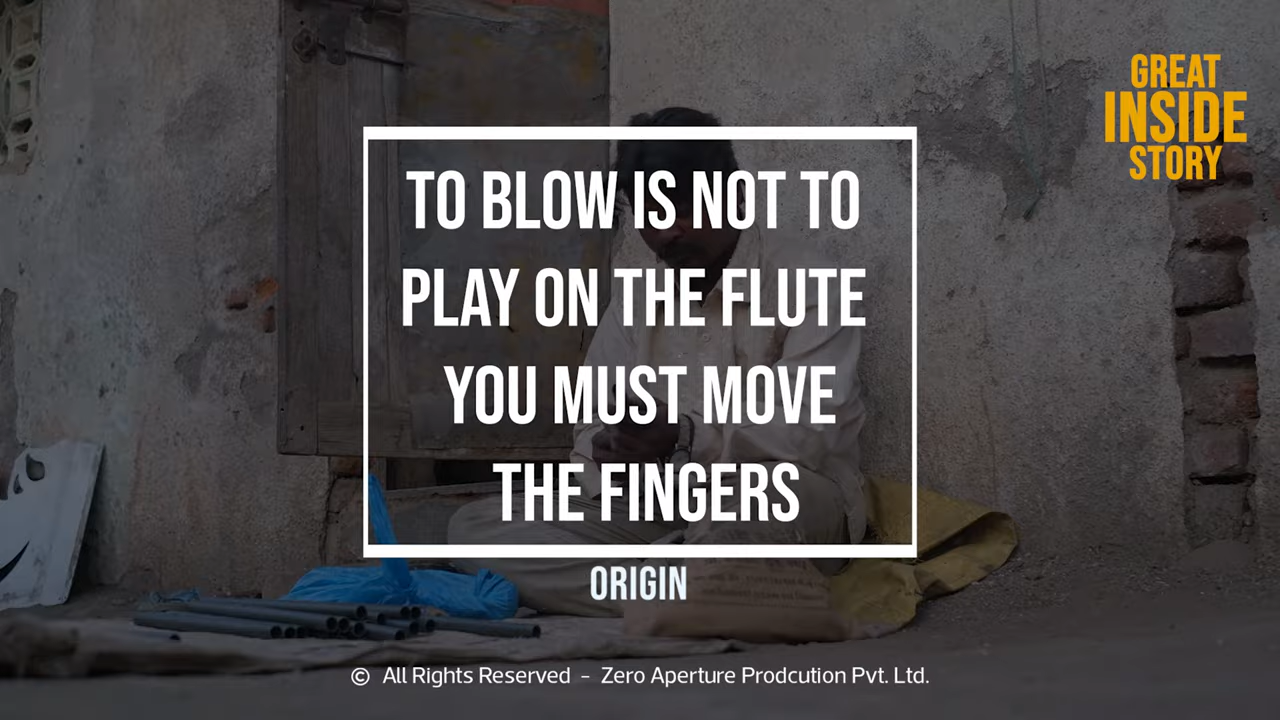 GREAT
INSIDE
STORY
TO BLOW IS NOT TO
PLAY ON THE FLUTE
YOU MUST MOVE
THE FINGERS
ORIGIN
© All Rights Reserved - Zero Aperture Prodcution Pvt. Ltd.